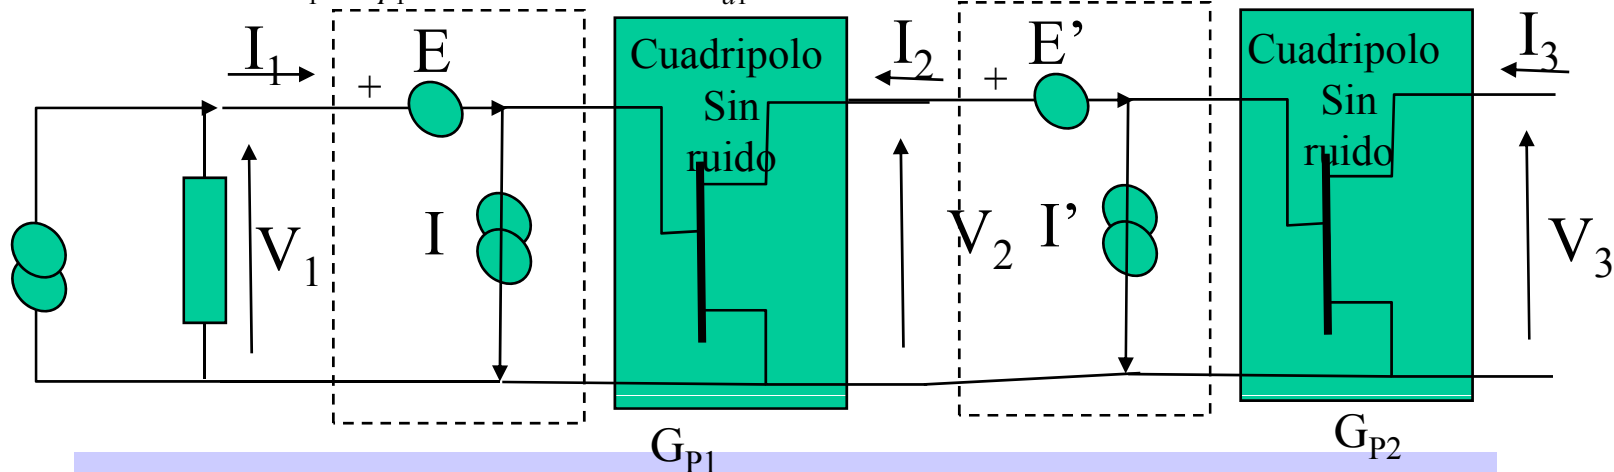 I1
+
E
I
V1
Cuadripolo
Sin
ruido
GP1
I2
V2
+
E’
I’
Cuadripolo
Sin
ruido
GP2
I3
V3